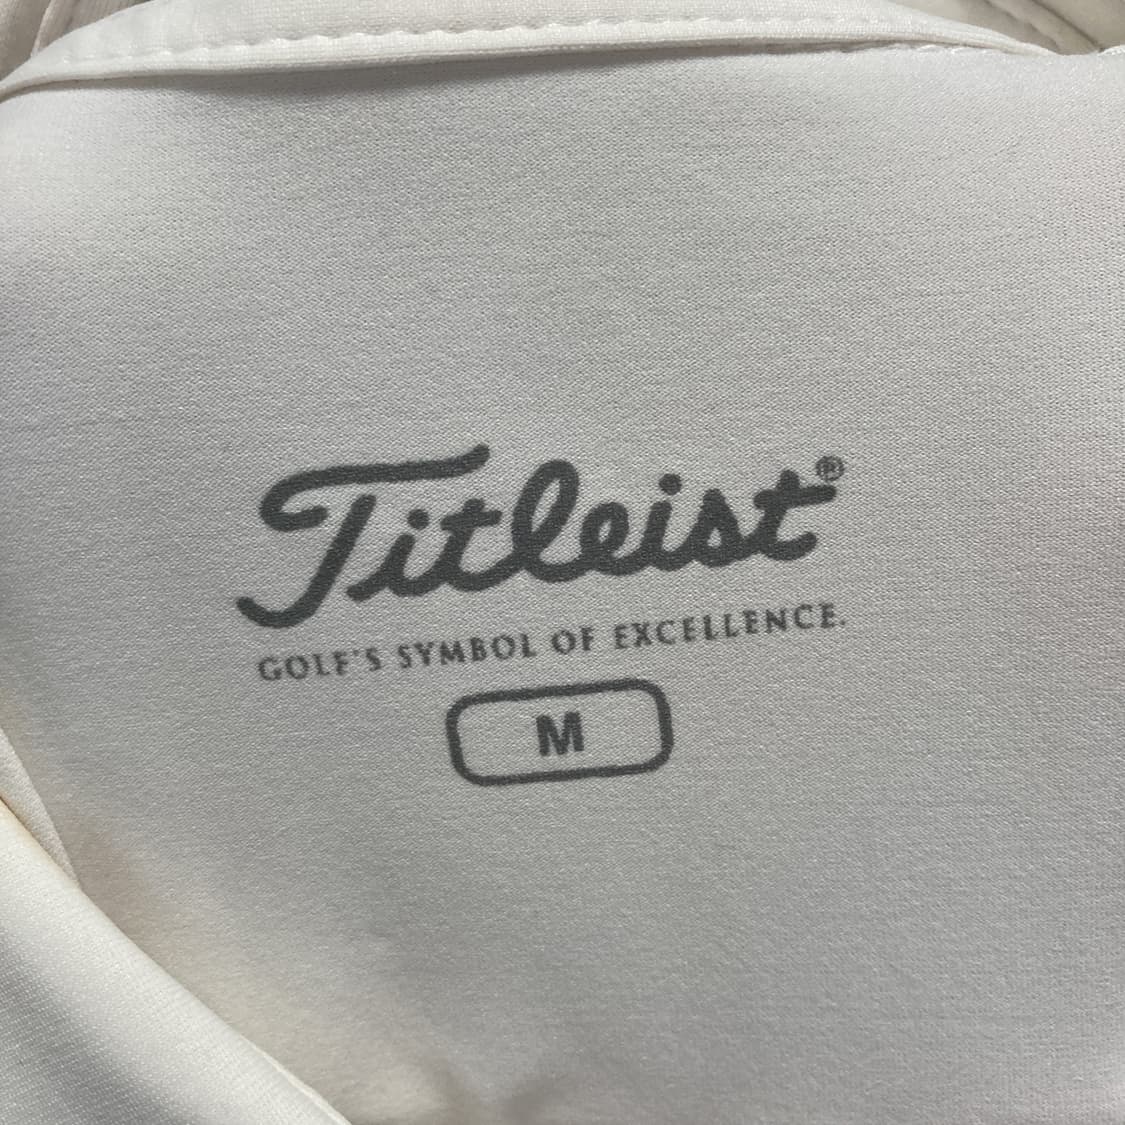 Titleist®
GOLF'S SYMBOL OF EXCELLENCE.
M